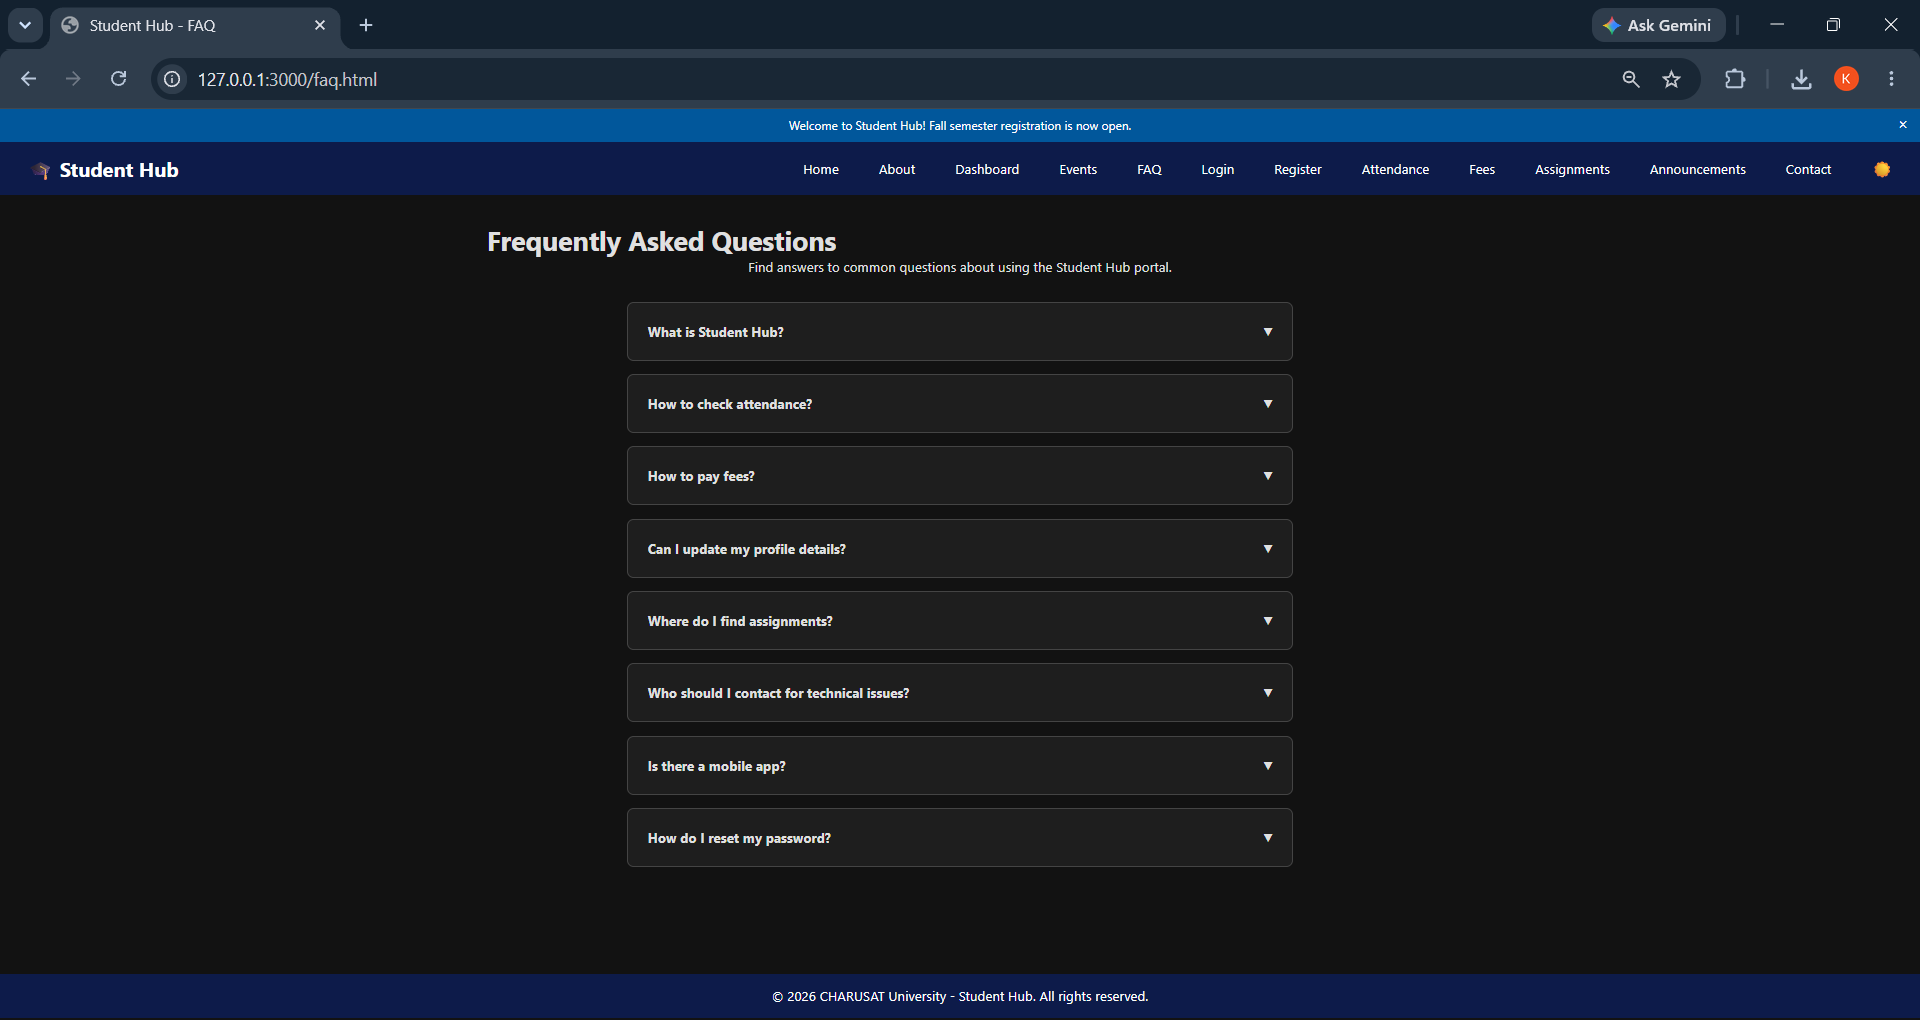 Student Hub - FAQ
Ask Gemini
127.0.0.1:3000/faq.html
K
Welcome to Student Hub! Fall semester registration is now open.
Student Hub
Home About Dashboard Events FAQ Login Register Attendance Fees Assignments Announcements Contact
Frequently Asked Questions
Find answers to common questions about using the Student Hub portal.
What is Student Hub?
How to check attendance?
How to pay fees?
Can I update my profile details?
Where do I find assignments?
Who should I contact for technical issues?
Is there a mobile app?
How do I reset my password?
© 2026 CHARUSAT University - Student Hub. All rights reserved.